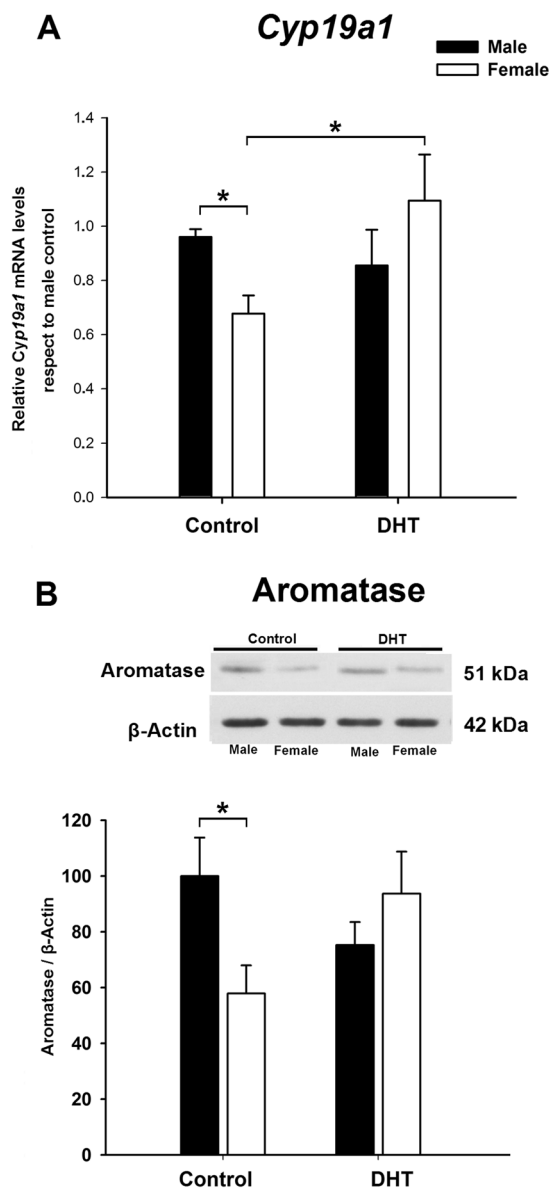 A
Cyp19a1
Male
Female
*
*
1.4
1.2
1.0
0.8
0.6
0.4
0.2
0.0
Relative Cyp19a1 mRNA levels
respect to male control
Control
DHT
B
Aromatase
Control
DHT
Aromatase
51 kDa
β-Actin
42 kDa
Male
Female
Male
Female
*
120
100
80
60
40
20
0
Aromatase / β-Actin
Control
DHT